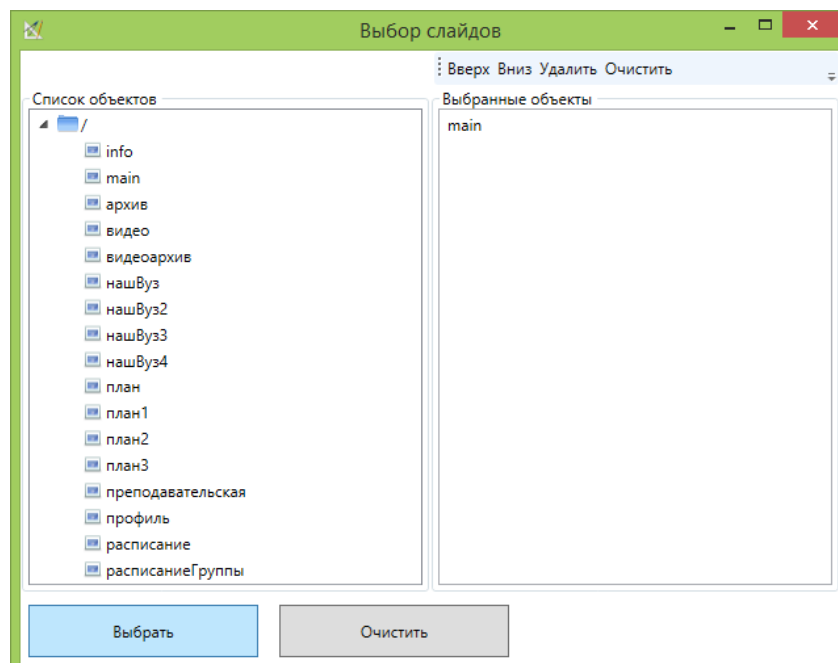 Выбор слайдов
Вверх Вниз Удалить Очистить
Список объектов
/
info
main
архив
видео
видеоархив
нашВуз
нашВуз2
нашВуз3
нашВуз4
план
план1
план2
план3
преподавательская
профиль
расписание
расписаниеГруппы
Выбранные объекты
main
Выбрать
Очистить